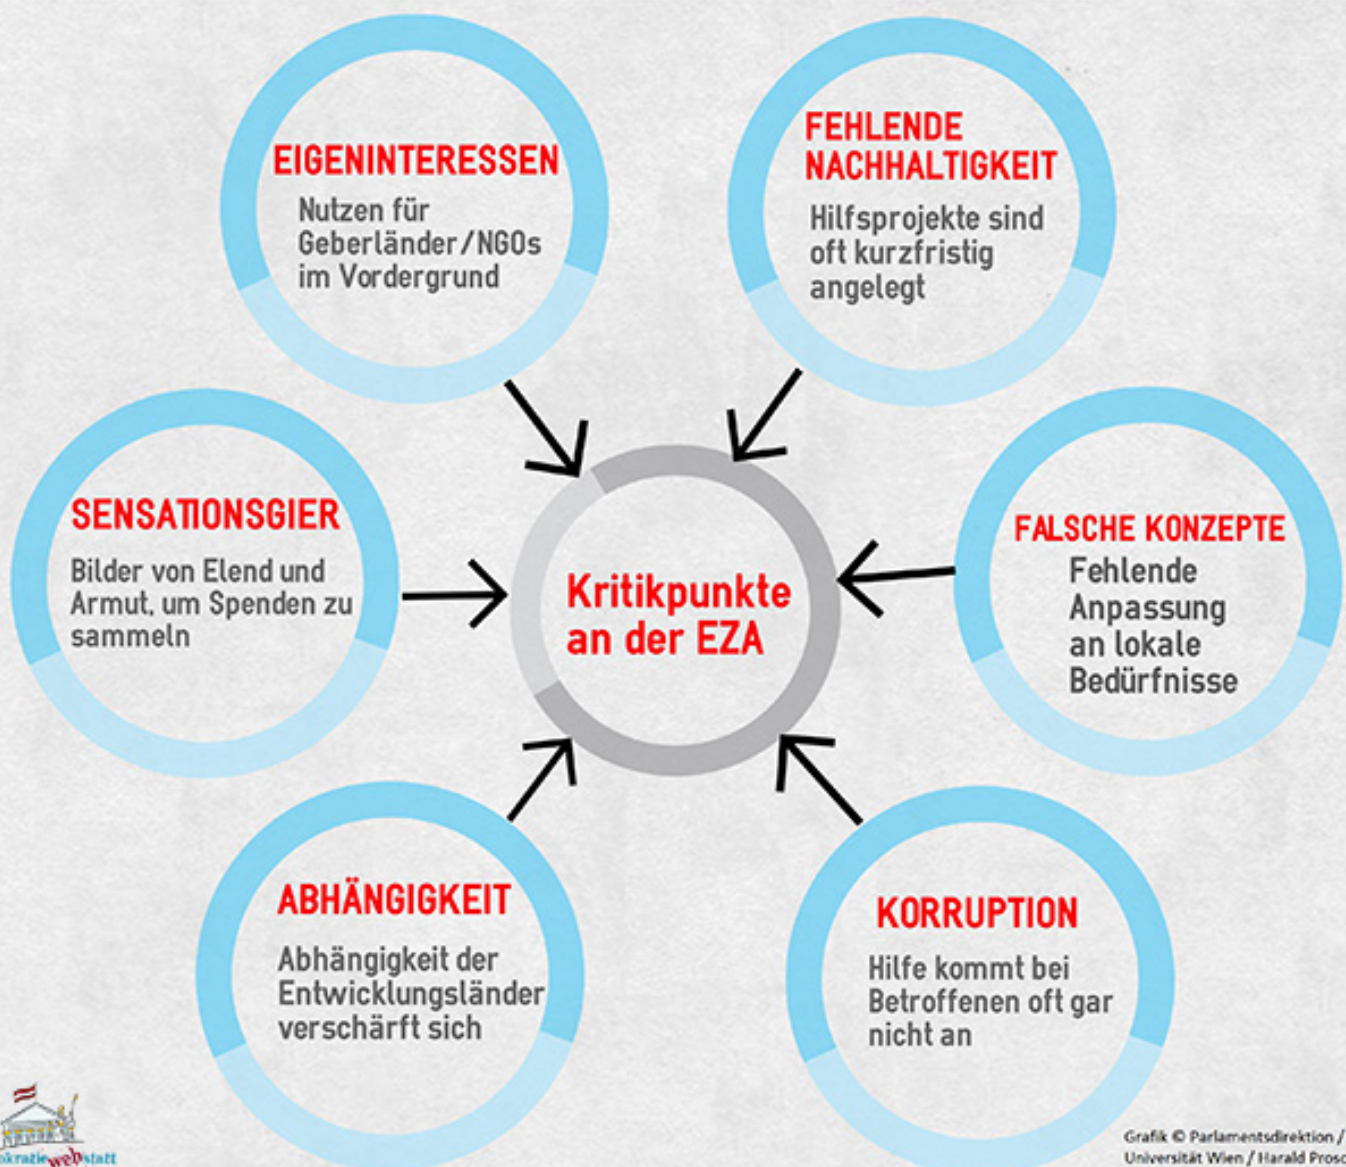 EIGENINTERESSEN
Nutzen für
Geberländer/NGOs
im Vordergrund
FEHLENDE
NACHHALTIGKEIT
Hilfsprojekte sind
oft kurzfristig
angelegt
SENSATIONSGIER
Bilder von Elend und
Armut, um Spenden zu
sammeln
Kritikpunkte
an der EZA
FALSCHE KONZEPTE
Fehlende
Anpassung
an lokale
Bedürfnisse
ABHÄNGIGKEIT
Abhängigkeit der
Entwicklungsländer
verschärft sich
KORRUPTION
Hilfe kommt bei
Betroffenen oft gar
nicht an
okratiewebstatt
Grafik © Parlamentsdirektion /
Universität Wien / Harald Prosc